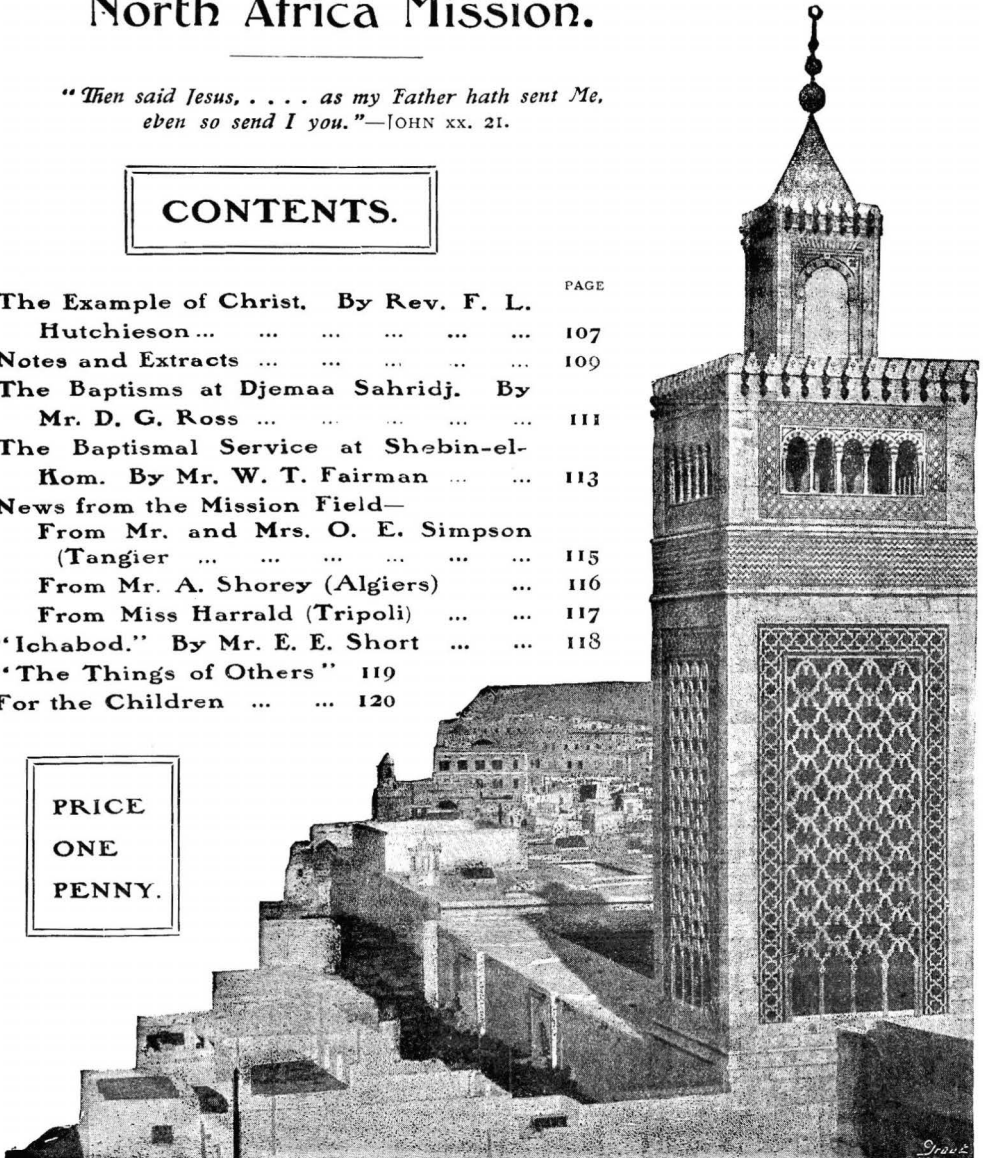 North Africa Mission.
"Then said Jesus, . . . . as my Father hath sent Me,
eben so send I you."—JOHN xx. 21.
CONTENTS.
PAGE
The Example of Christ. By Rev. F. L.
Hutchieson ... ... ... ... ... ... 107
Notes and Extracts ... ... ... ... ... 109
The Baptisms at Djemaa Sahridj. By
Mr. D. G. Ross ... ... ... ... ... 111
The Baptismal Service at Shebin-el-
Kom. By Mr. W. T. Fairman ... ... 113
News from the Mission Field—
From Mr. and Mrs. O. E. Simpson
(Tangier ... ... ... ... ... ... 115
From Mr. A. Shorey (Algiers) ... 116
From Miss Harrald (Tripoli) ... ... 117
"Ichabod." By Mr. E. E. Short ... ... 118
"The Things of Others" 119
For the Children ... ... 120
PRICE
ONE
PENNY.